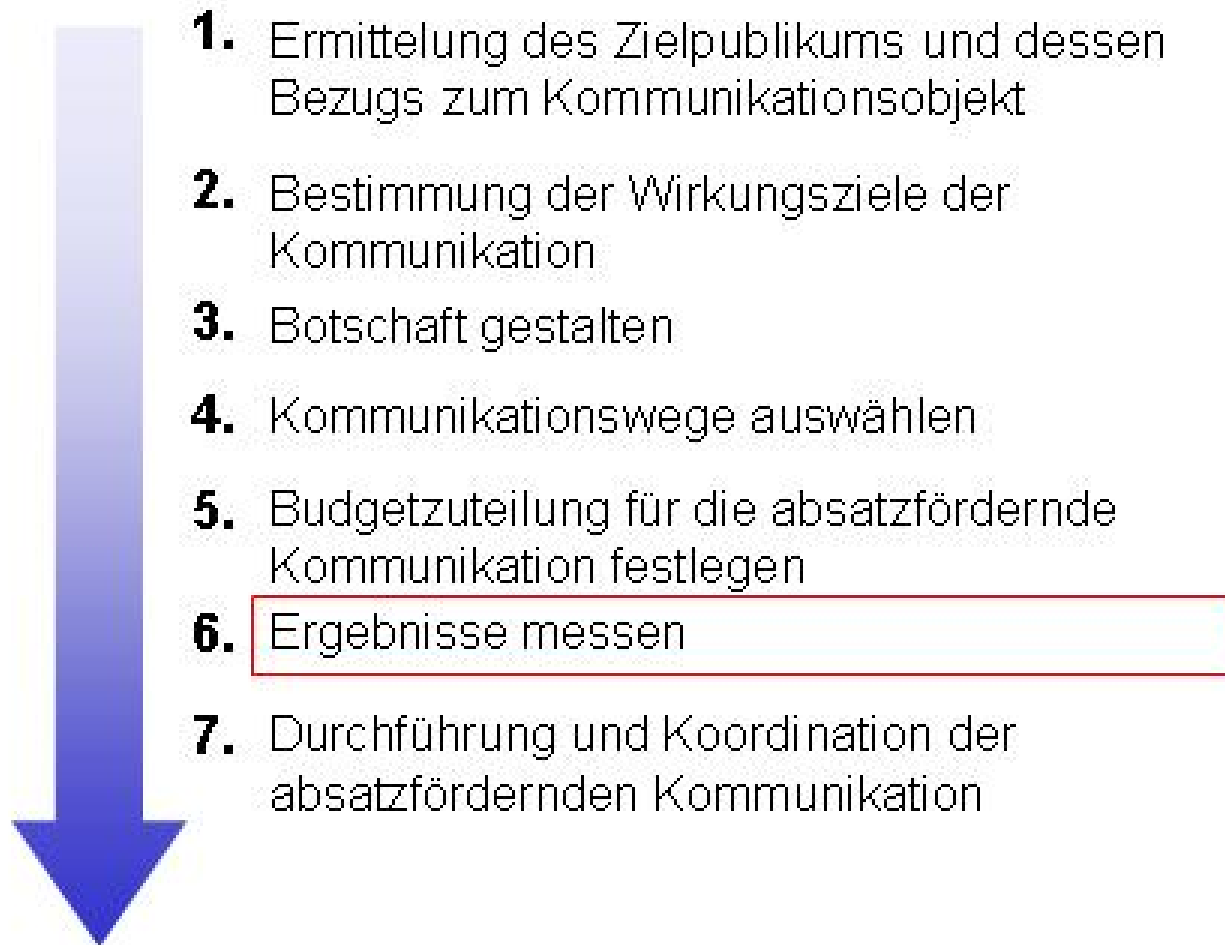 1. Ermittelung des Zielpublikums und dessen
Bezugs zum Kommunikationsobjekt
2. Bestimmung der Wirkungsziele der
Kommunikation
3. Botschaft gestalten
4. Kommunikationswege auswählen
5. Budgetzuteilung für die absatzfördernde
Kommunikation festlegen
6. Ergebnisse messen
7. Durchführung und Koordination der
absatzfördernden Kommunikation